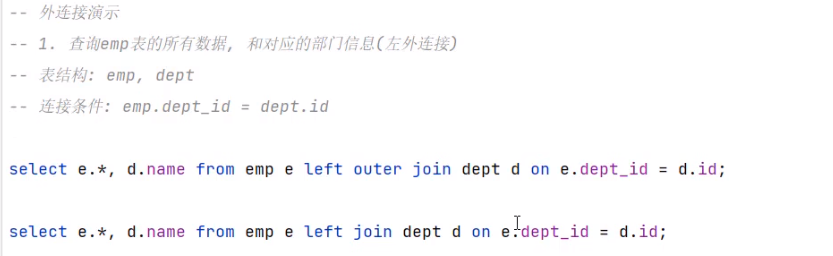 -- 外连接演示
-- 1. 查询emp表的所有数据, 和对应的部门信息(左外连接)
-- 表结构: emp, dept
-- 连接条件: emp.dept_id = dept.id
select e.*, d.name from emp e left outer join dept d on e.dept_id = d.id;
select e.*, d.name from emp e left join dept d on e.dept_id = d.id;